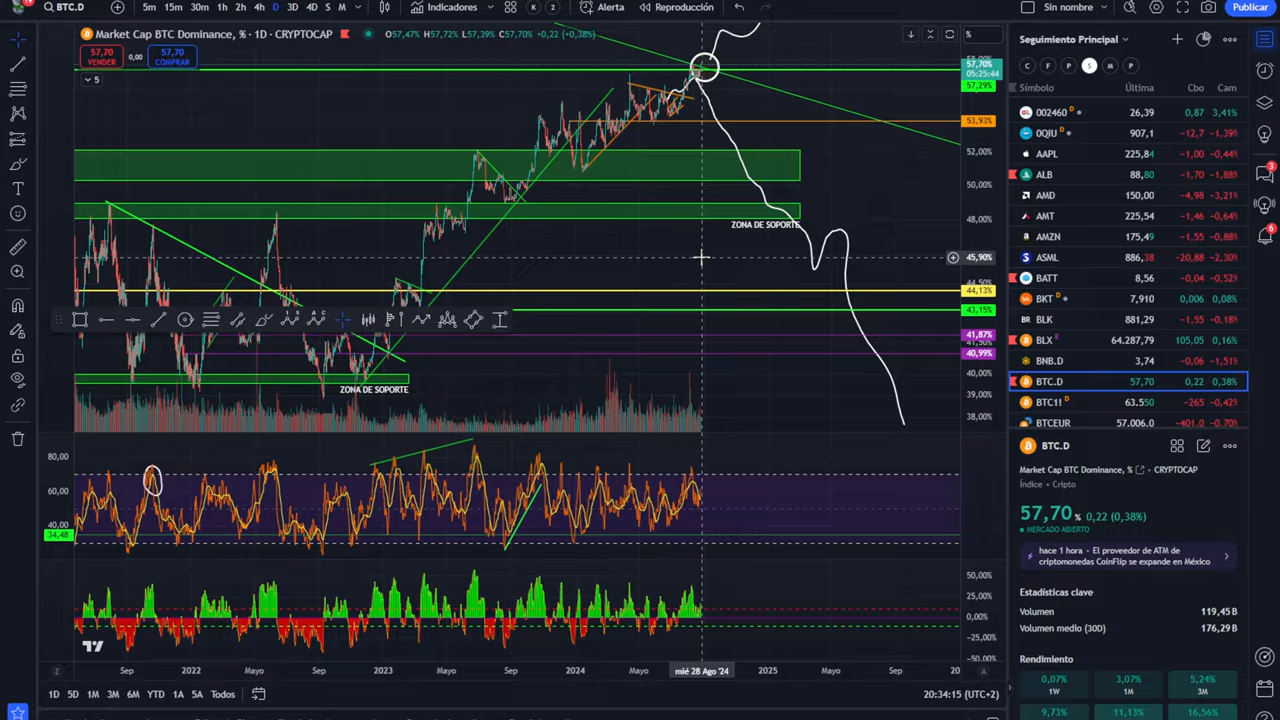 BTC.D
5m 15m 30m 1h 2h 4h D 3D 4D S M
Indicadores
K 2
Alerta
Reproducción
Sin nombre
Publicar
Market Cap BTC Dominance, % · 1D · CRYPTOCAP
O57,47% H57,72% L57,39% C57,70% +0,22 (+0,38%)
57,70
VENDER
0,00
57,70
COMPRAR
5
%
57,70%
05:25:44
57,29%
53,93%
52,00%
50,00%
48,00%
45,90%
44,13%
43,15%
41,87%
40,99%
40,00%
39,00%
38,00%
ZONA DE SOPORTE
ZONA DE SOPORTE
80,00
60,00
40,00
34,48
50,00%
25,00%
0,00%
-25,00%
-50,00%
Sep 2022 Mayo Sep 2023 Mayo Sep 2024 Mayo mié 28 Ago '24 2025 Mayo Sep 20
1D 5D 1M 3M 6M YTD 1A 5A Todos
20:34:15 (UTC+2)
Seguimiento Principal
C F P S M P
Símbolo Última Cbo Cam
002460 D 26,39 0,87 3,41%
0QIU D 907,1 -12,7 -1,39%
AAPL 225,84 -1,00 -0,44%
ALB 88,80 -1,70 -1,88%
AMD 150,00 -4,98 -3,21%
AMT 225,54 -1,46 -0,64%
AMZN 175,49 -1,55 -0,88%
ASML 886,38 -20,88 -2,30%
BATT 8,56 -0,04 -0,52%
BKT 7,910 0,006 0,08%
BLK 881,29 -1,55 -0,18%
BLX E 64.287,79 105,05 0,16%
BNB.D 3,74 -0,06 -1,51%
BTC.D 57,70 0,22 0,38%
BTC1! D 63.550 -265 -0,42%
BTCEUR 57.006,0 -401,0 -0,70%
BTC.D
Market Cap BTC Dominance, % · CRYPTOCAP
Índice · Cripto
57,70 % 0,22 (0,38%)
MERCADO ABIERTO
hace 1 hora · El proveedor de ATM de
criptomonedas CoinFlip se expande en México
Estadísticas clave
Volumen 119,45 B
Volumen medio (30D) 176,29 B
Rendimiento
0,07% 3,07% 5,24%
1W 1M 3M
9,73% 11,13% 16,56%
3
6